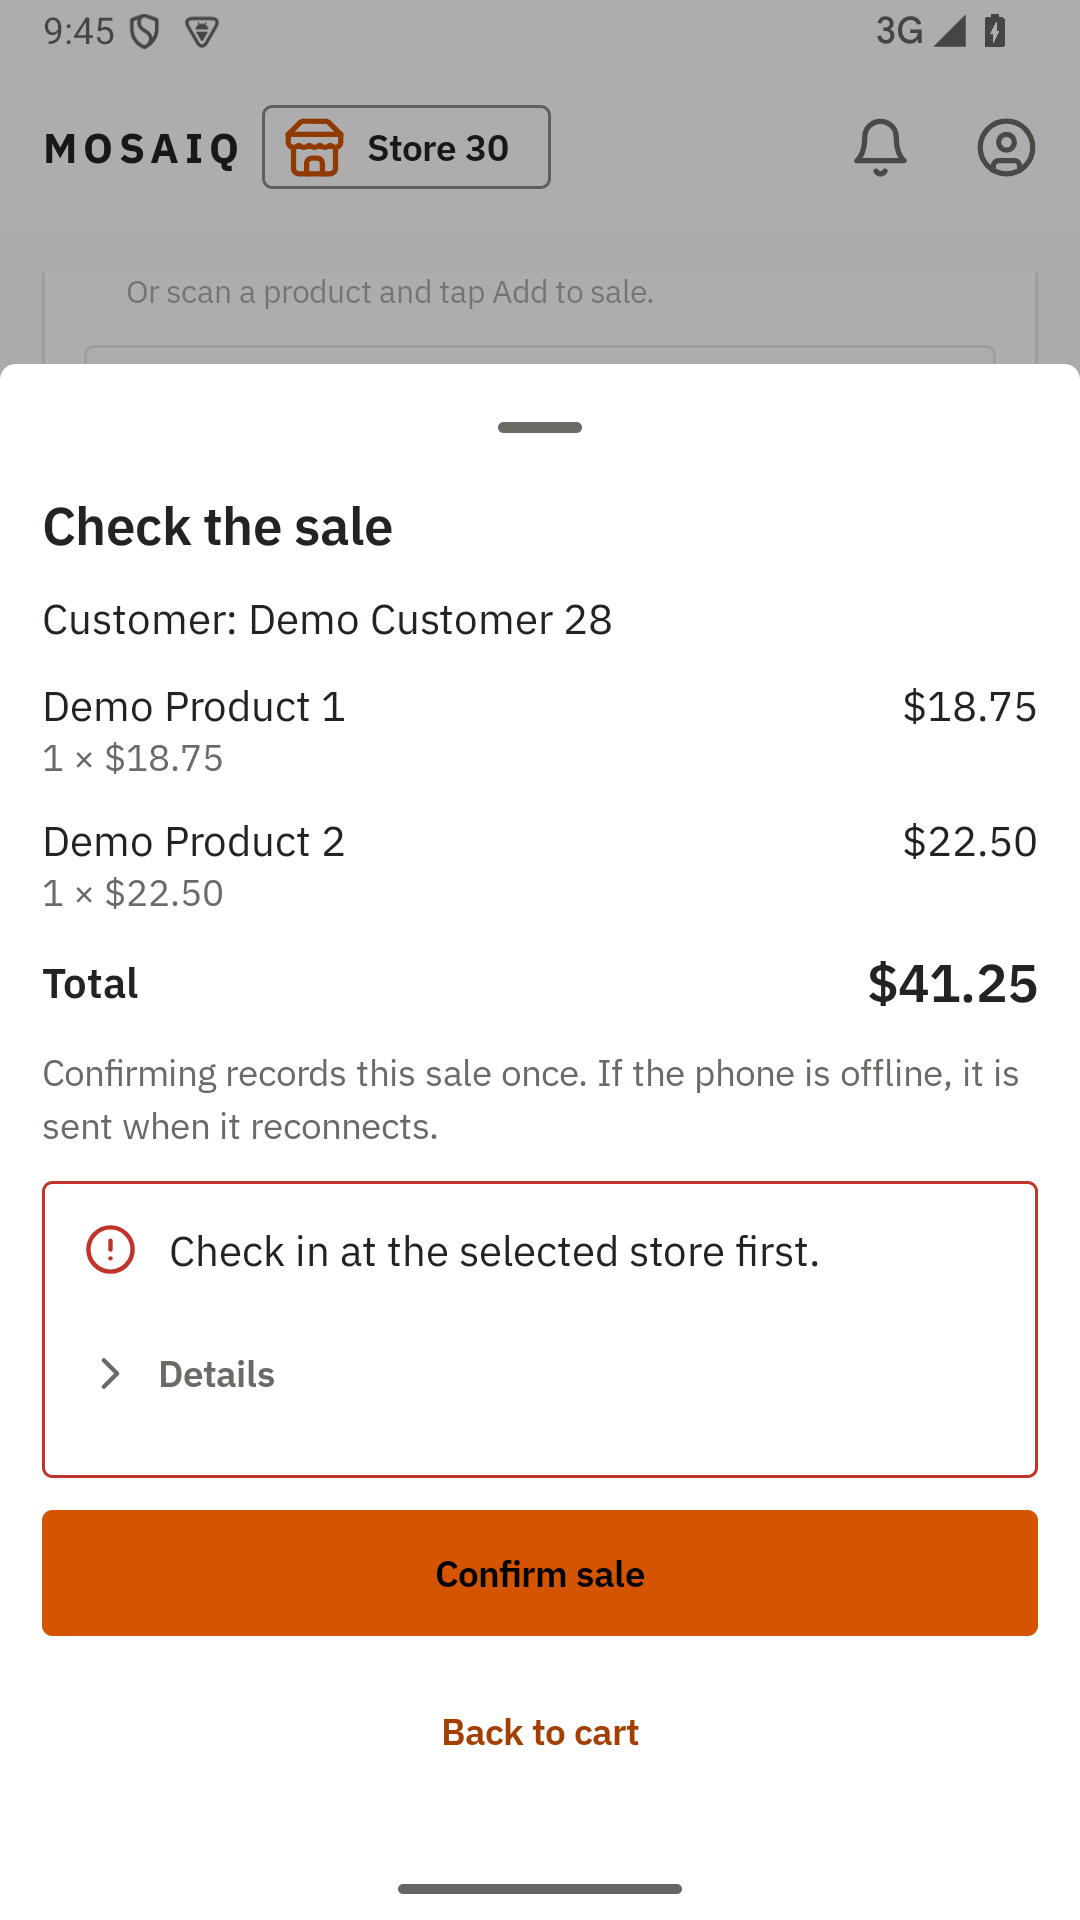 9:45
3G
MOSAIQ
Store 30
Or scan a product and tap Add to sale.
Check the sale
Customer: Demo Customer 28
Demo Product 1 $18.75
1 × $18.75
Demo Product 2 $22.50
1 × $22.50
Total $41.25
Confirming records this sale once. If the phone is offline, it is
sent when it reconnects.
Check in at the selected store first.
Details
Confirm sale
Back to cart